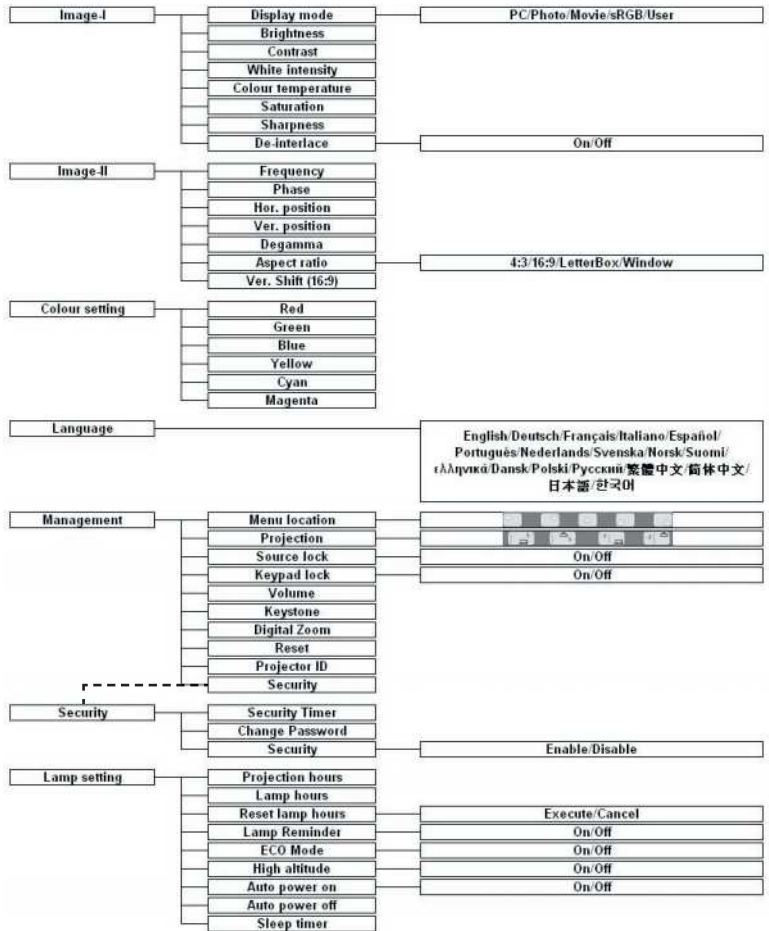 Image-I Display mode PC/Photo/Movie/sRGB/User
Brightness
Contrast
White intensity
Colour temperature
Saturation
Sharpness
De-interlace On/Off
Image-II Frequency
Phase
Hor. position
Ver. position
Degamma
Aspect ratio 4:3/16:9/LetterBox/Window
Ver. Shift (16:9)
Colour setting Red
Green
Blue
Yellow
Cyan
Magenta
Language
English/Deutsch/Français/Italiano/Español/
Português/Nederlands/Svenska/Norsk/Suomi/
ελληνικά/Dansk/Polski/Русский/繁體中文/简体中文/
日本語/한국어
Management Menu location
Projection
Source lock On/Off
Keypad lock On/Off
Volume
Keystone
Digital Zoom
Reset
Projector ID
Security
Security Security Timer
Change Password
Security Enable/Disable
Lamp setting Projection hours
Lamp hours
Reset lamp hours Execute/Cancel
Lamp Reminder On/Off
ECO Mode On/Off
High altitude On/Off
Auto power on On/Off
Auto power off
Sleep timer